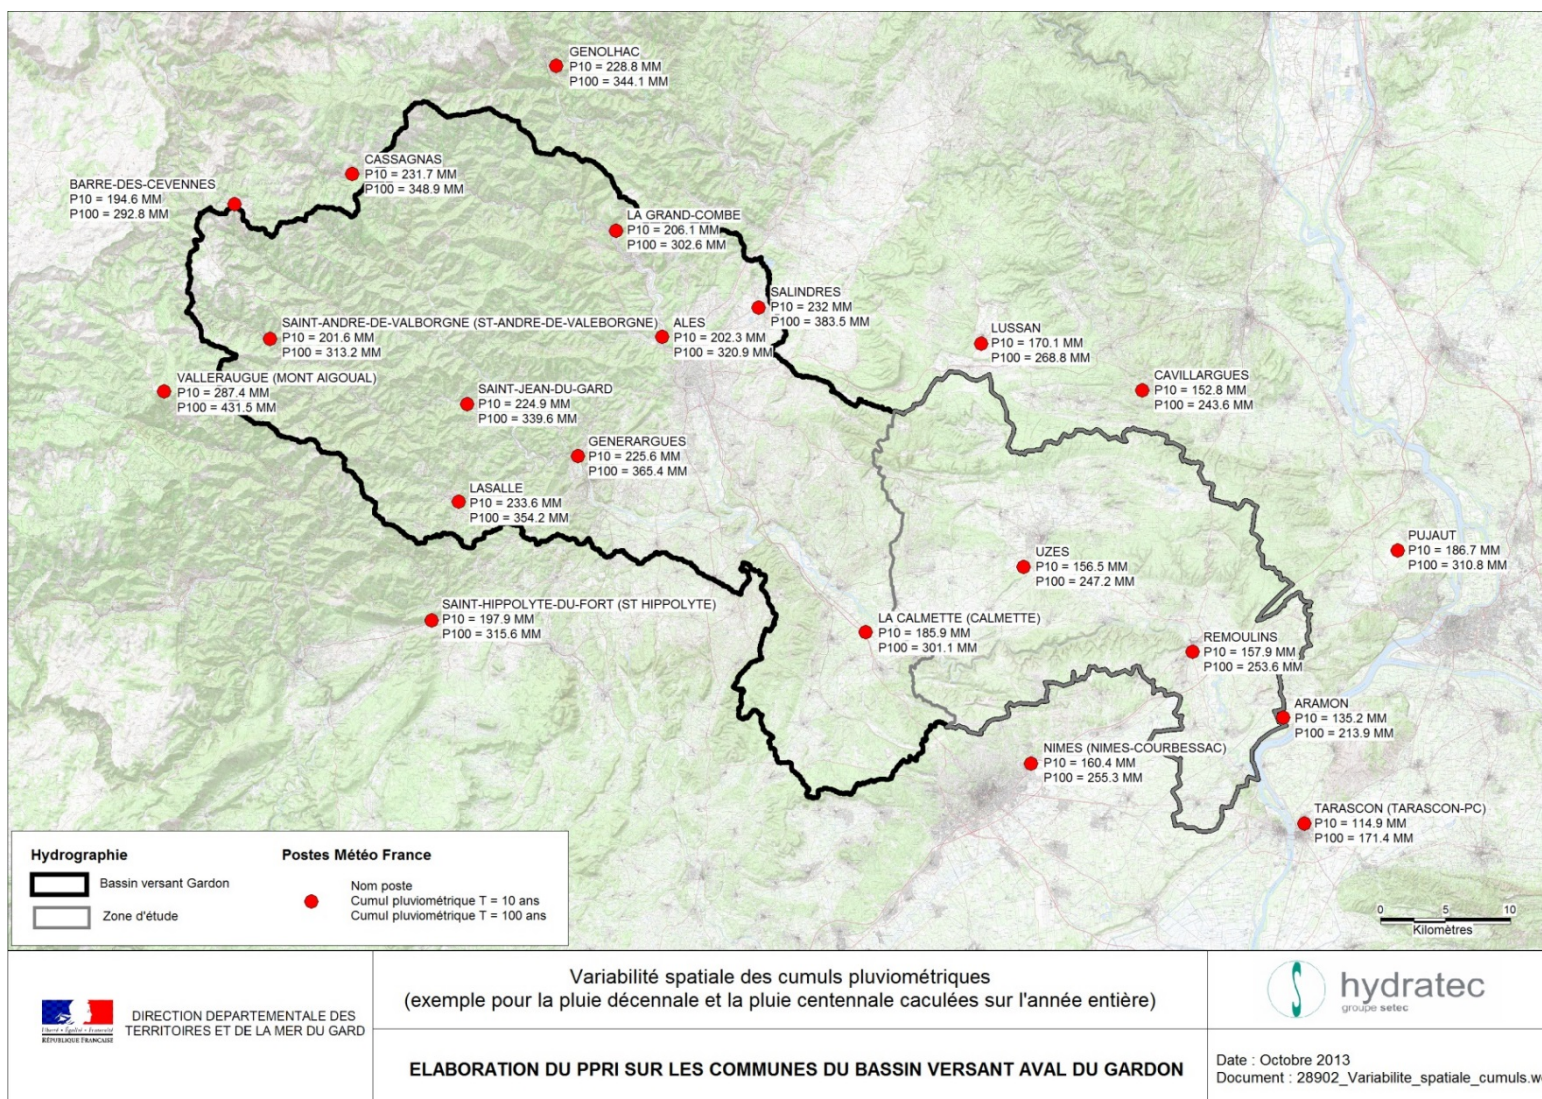 GENOLHAC
P10 = 228.8 MM
P100 = 344.1 MM
CASSAGNAS
P10 = 231.7 MM
P100 = 348.9 MM
BARRE-DES-CEVENNES
P10 = 194.6 MM
P100 = 292.8 MM
LA GRAND-COMBE
P10 = 206.1 MM
P100 = 302.6 MM
SALINDRES
P10 = 232 MM
P100 = 383.5 MM
SAINT-ANDRE-DE-VALBORGNE (ST-ANDRE-DE-VALEBORGNE)
P10 = 201.6 MM
P100 = 313.2 MM
ALES
P10 = 202.3 MM
P100 = 320.9 MM
LUSSAN
P10 = 170.1 MM
P100 = 268.8 MM
VALLERAUGUE (MONT AIGOUAL)
P10 = 287.4 MM
P100 = 431.5 MM
SAINT-JEAN-DU-GARD
P10 = 224.9 MM
P100 = 339.6 MM
CAVILLARGUES
P10 = 152.8 MM
P100 = 243.6 MM
GENERARGUES
P10 = 225.6 MM
P100 = 365.4 MM
LASALLE
P10 = 233.6 MM
P100 = 354.2 MM
PUJAUT
P10 = 186.7 MM
P100 = 310.8 MM
UZES
P10 = 156.5 MM
P100 = 247.2 MM
SAINT-HIPPOLYTE-DU-FORT (ST HIPPOLYTE)
P10 = 197.9 MM
P100 = 315.6 MM
LA CALMETTE (CALMETTE)
P10 = 185.9 MM
P100 = 301.1 MM
REMOULINS
P10 = 157.9 MM
P100 = 253.6 MM
ARAMON
P10 = 135.2 MM
P100 = 213.9 MM
NIMES (NIMES-COURBESSAC)
P10 = 160.4 MM
P100 = 255.3 MM
TARASCON (TARASCON-PC)
P10 = 114.9 MM
P100 = 171.4 MM
Hydrographie
Bassin versant Gardon
Zone d'étude
Postes Météo France
Nom poste
Cumul pluviométrique T = 10 ans
Cumul pluviométrique T = 100 ans
0 5 10
Kilomètres
Liberté • Égalité • Fraternité
RÉPUBLIQUE FRANÇAISE
DIRECTION DEPARTEMENTALE DES
TERRITOIRES ET DE LA MER DU GARD
Variabilité spatiale des cumuls pluviométriques
(exemple pour la pluie décennale et la pluie centennale caculées sur l'année entière)
ELABORATION DU PPRI SUR LES COMMUNES DU BASSIN VERSANT AVAL DU GARDON
hydratec
groupe setec
Date : Octobre 2013
Document : 28902_Variabilite_spatiale_cumuls.w